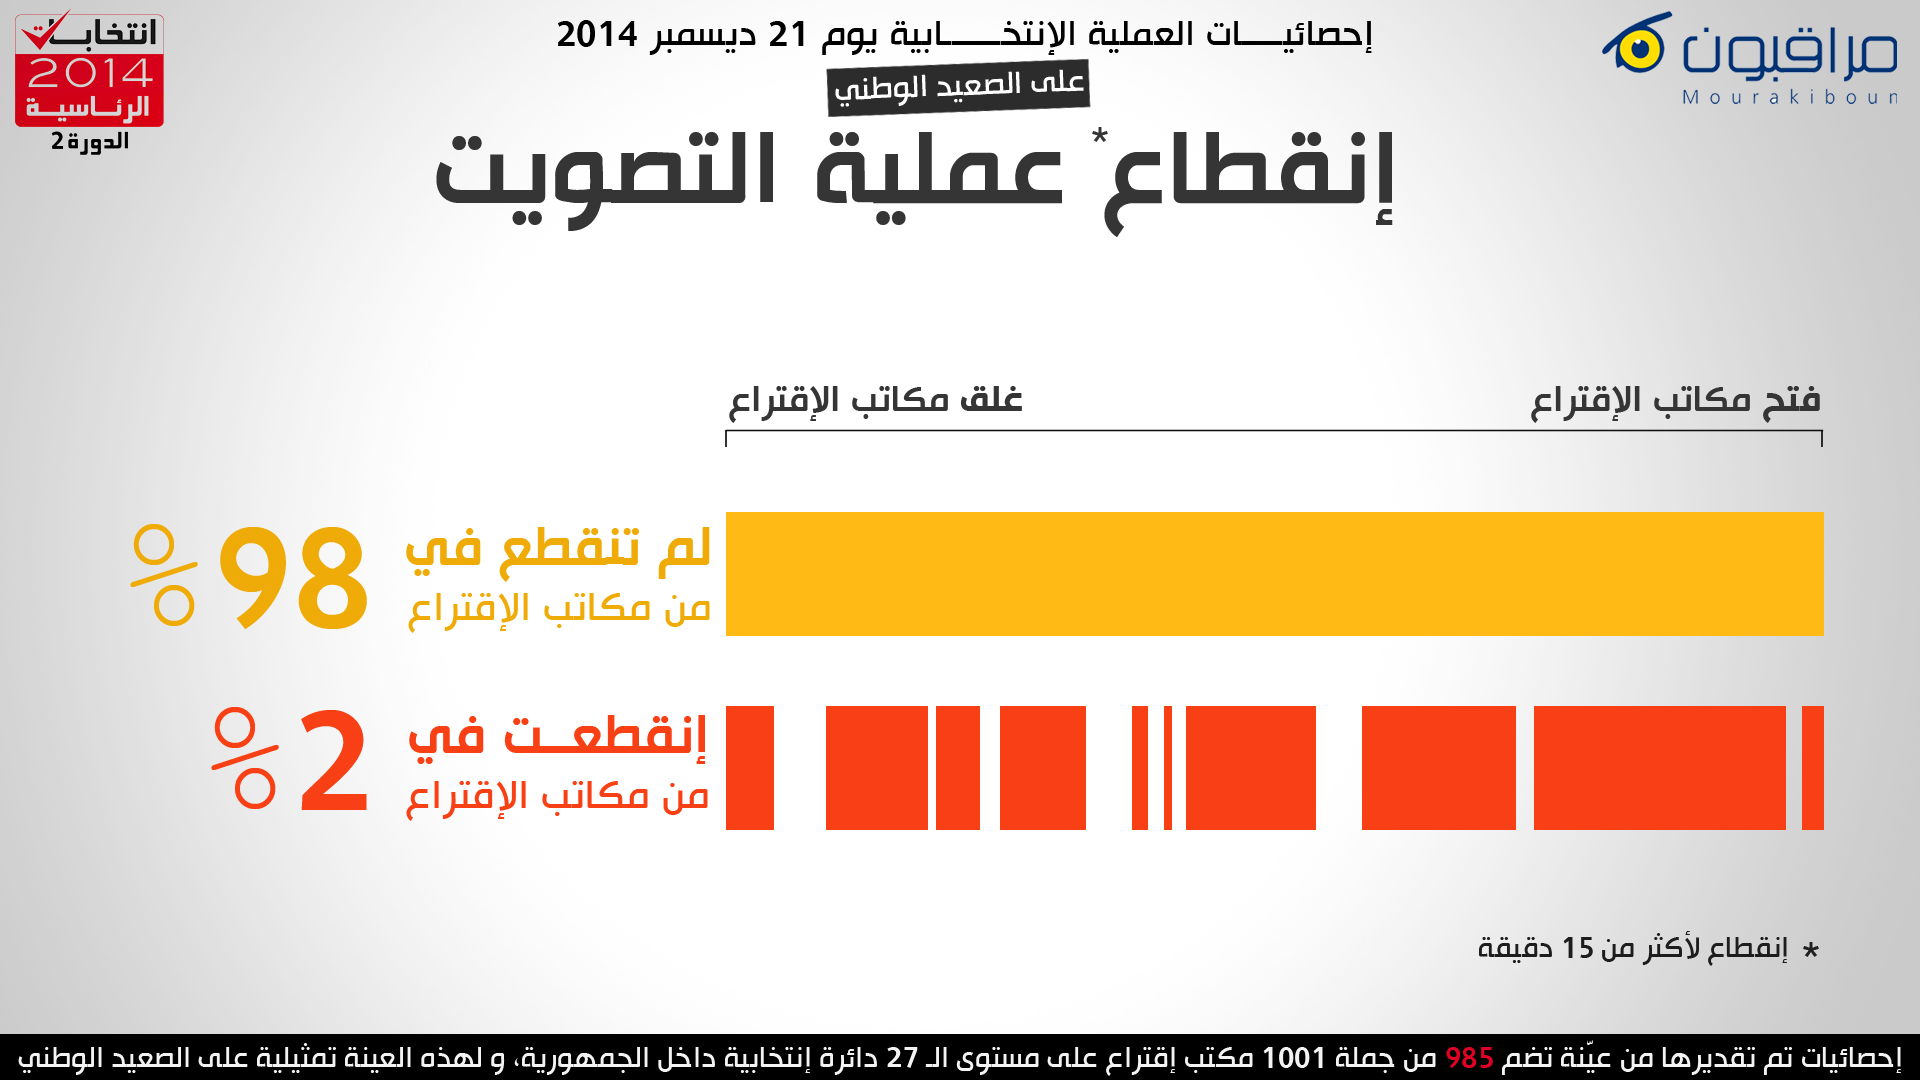 انتخابات
2014
الرئاسية
الدورة 2
إحصائيـــات العملية الإنتخــــابية يوم 21 ديسمبر 2014
على الصعيد الوطني
مراقبون
Mourakiboun
إنقطاع* عملية التصويت
فتح مكاتب الإقتراع
غلق مكاتب الإقتراع
لم تنقطع في
من مكاتب الإقتراع
98%
إنقطعـــت في
من مكاتب الإقتراع
2%
* إنقطاع لأكثر من 15 دقيقة
إحصائيات تم تقديرها من عيّنة تضم 985 من جملة 1001 مكتب إقتراع على مستوى الـ 27 دائرة إنتخابية داخل الجمهورية، و لهذه العينة تمثيلية على الصعيد الوطني